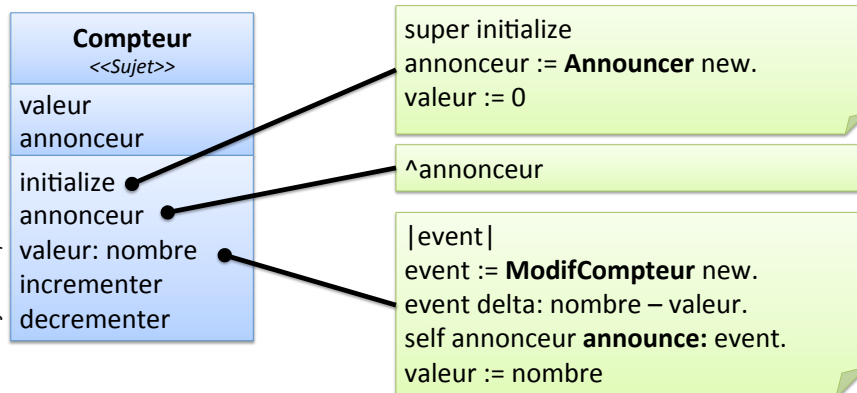 Compteur
<<Sujet>>
valeur
annonceur
initialize
annonceur
valeur: nombre
incrementer
decrementer
super initialize
annonceur := Announcer new.
valeur := 0
^annonceur
|event|
event := ModifCompteur new.
event delta: nombre – valeur.
self annonceur announce: event.
valeur := nombre